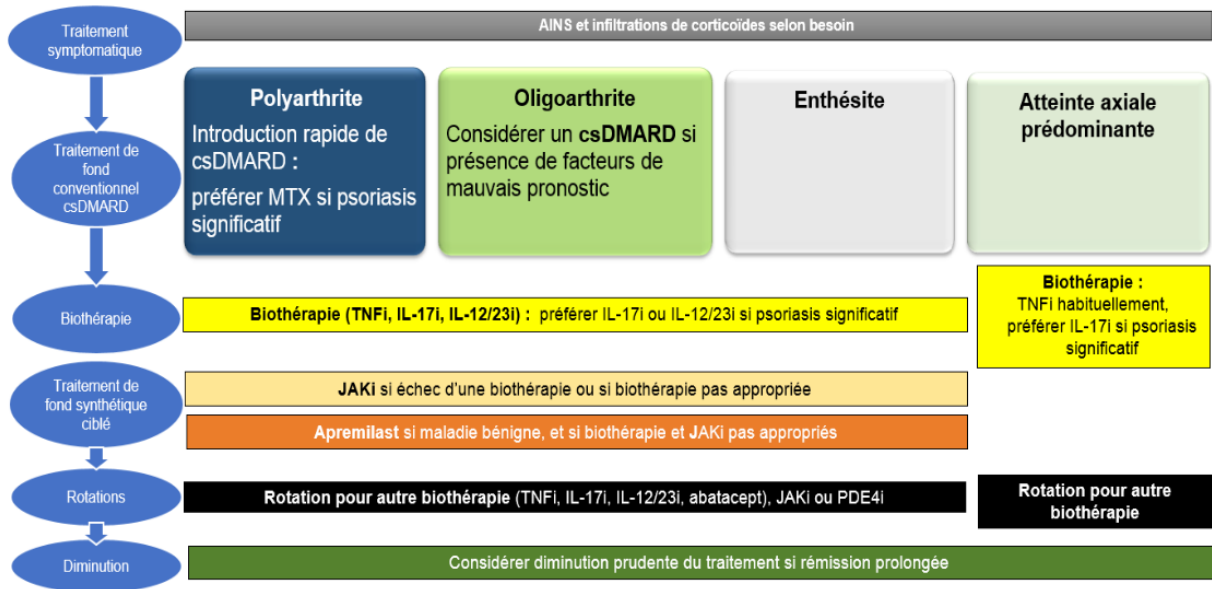 Traitement
symptomatique
AINS et infiltrations de corticoïdes selon besoin
Traitement de
fond
conventionnel
csDMARD
Polyarthrite
Introduction rapide de
csDMARD :
préférer MTX si psoriasis
significatif
Oligoarthrite
Considérer un csDMARD si
présence de facteurs de
mauvais pronostic
Enthésite
Atteinte axiale
prédominante
Biothérapie
Biothérapie (TNFi, IL-17i, IL-12/23i) : préférer IL-17i ou IL-12/23i si psoriasis significatif
Biothérapie :
TNFi habituellement,
préférer IL-17i si psoriasis
significatif
Traitement de
fond synthétique
ciblé
JAKi si échec d'une biothérapie ou si biothérapie pas appropriée
Apremilast si maladie bénigne, et si biothérapie et JAKi pas appropriés
Rotations
Rotation pour autre biothérapie (TNFi, IL-17i, IL-12/23i, abatacept), JAKi ou PDE4i
Rotation pour autre
biothérapie
Diminution
Considérer diminution prudente du traitement si rémission prolongée